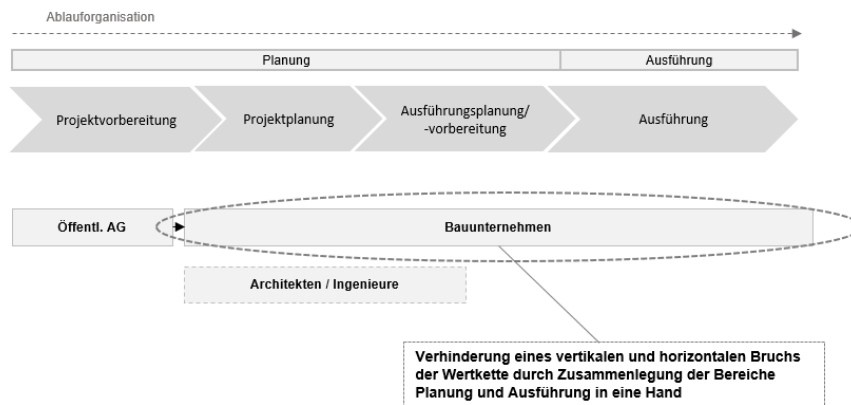 Ablauforganisation
Planung
Ausführung
Projektvorbereitung
Projektplanung
Ausführungsplanung/
-vorbereitung
Ausführung
Öffentl. AG
Bauunternehmen
Architekten / Ingenieure
Verhinderung eines vertikalen und horizontalen Bruchs
der Wertkette durch Zusammenlegung der Bereiche
Planung und Ausführung in eine Hand